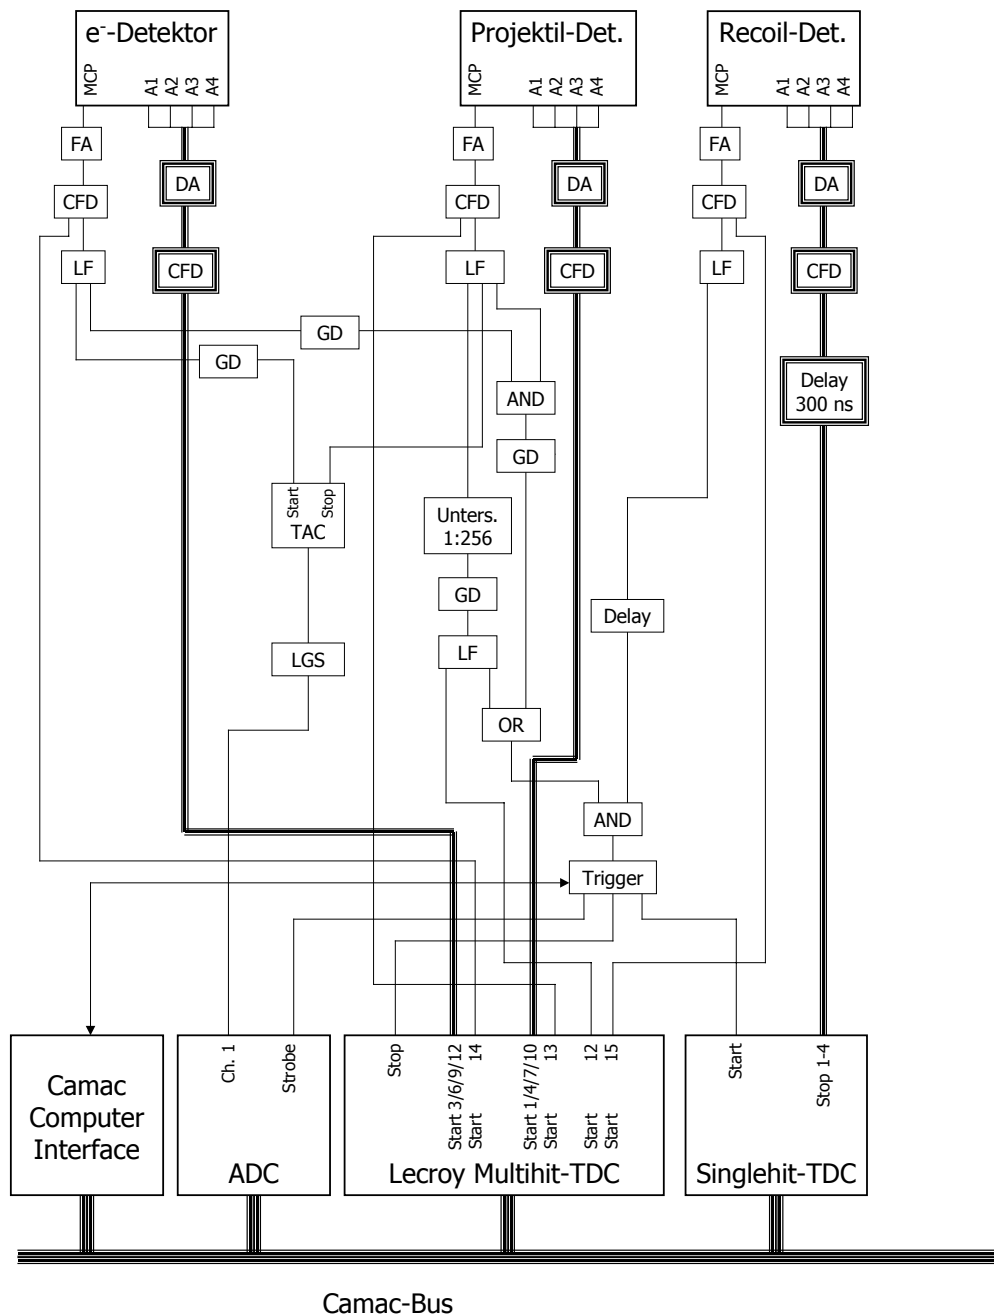 e⁻-Detektor
Projektil-Det.
Recoil-Det.
MCP A1 A2 A3 A4
MCP A1 A2 A3 A4
MCP A1 A2 A3 A4
FA
FA
FA
DA
DA
DA
CFD
CFD
CFD
LF
CFD
LF
CFD
LF
CFD
GD
GD
Delay
300 ns
AND
GD
Start
Stop
TAC
Unters.
1:256
GD
Delay
LF
LGS
OR
AND
Trigger
Camac
Computer
Interface
Ch. 1
Strobe
ADC
Stop
Start 3/6/9/12
Start 14
Start 1/4/7/10
Start 13
Start 12
Start 15
Lecroy Multihit-TDC
Start
Stop 1-4
Singlehit-TDC
Camac-Bus